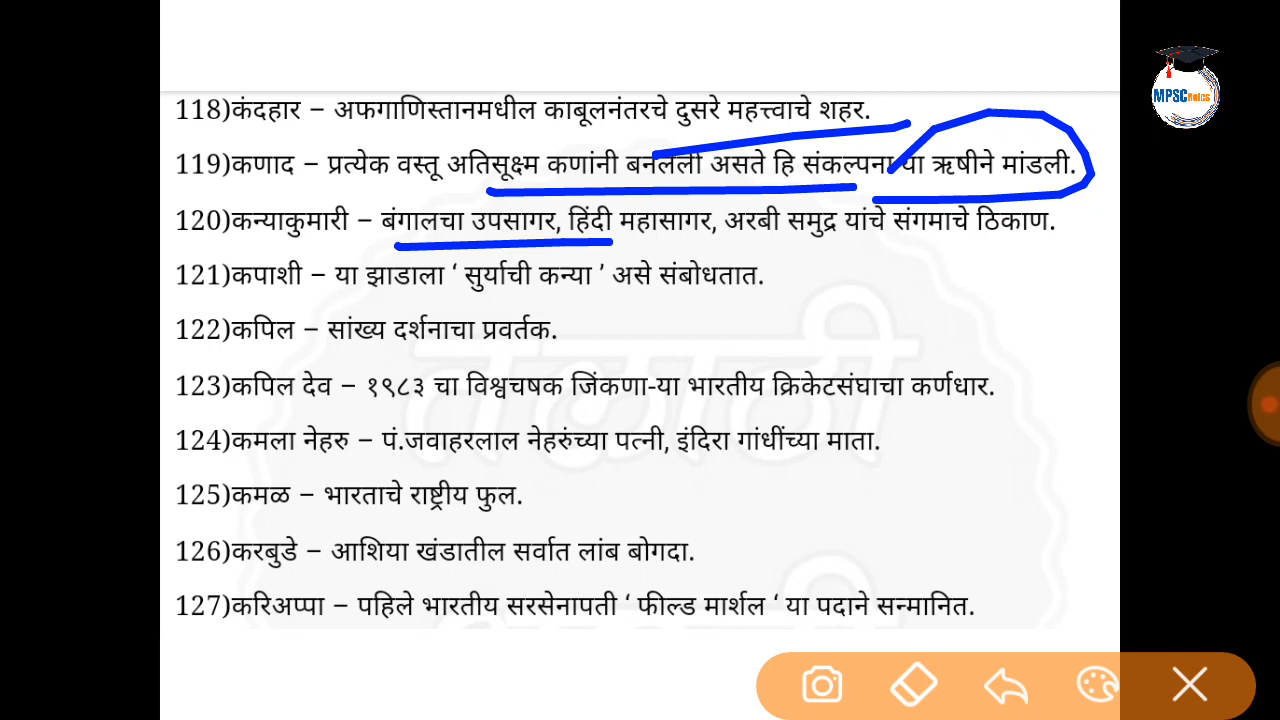 118)कंदहार – अफगाणिस्तानमधील काबूलनंतरचे दुसरे महत्त्वाचे शहर.
MPSC Notes
119)कणाद – प्रत्येक वस्तू अतिसूक्ष्म कणांनी बनलेली असते हि संकल्पना या ऋषीने मांडली.
120)कन्याकुमारी – बंगालचा उपसागर, हिंदी महासागर, अरबी समुद्र यांचे संगमाचे ठिकाण.
121)कपाशी – या झाडाला ‘ सुर्याची कन्या ’ असे संबोधतात.
122)कपिल – सांख्य दर्शनाचा प्रवर्तक.
123)कपिल देव – १९८३ चा विश्वचषक जिंकणा-या भारतीय क्रिकेटसंघाचा कर्णधार.
124)कमला नेहरु – पं.जवाहरलाल नेहरुंच्या पत्नी, इंदिरा गांधींच्या माता.
125)कमळ – भारताचे राष्ट्रीय फुल.
126)करबुडे – आशिया खंडातील सर्वात लांब बोगदा.
127)करिअप्पा – पहिले भारतीय सरसेनापती ‘ फील्ड मार्शल ‘ या पदाने सन्मानित.
तलाठी